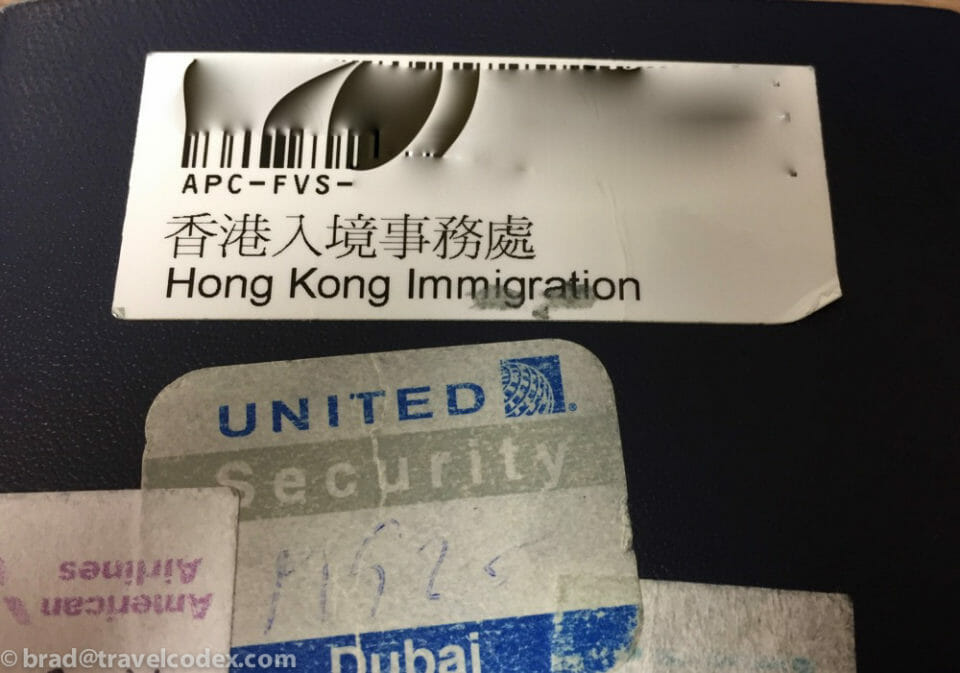 APC-FVS-
香港入境事務處
Hong Kong Immigration
UNITED
Security
American
Airlines
Dubai
© brad@travelcodex.com